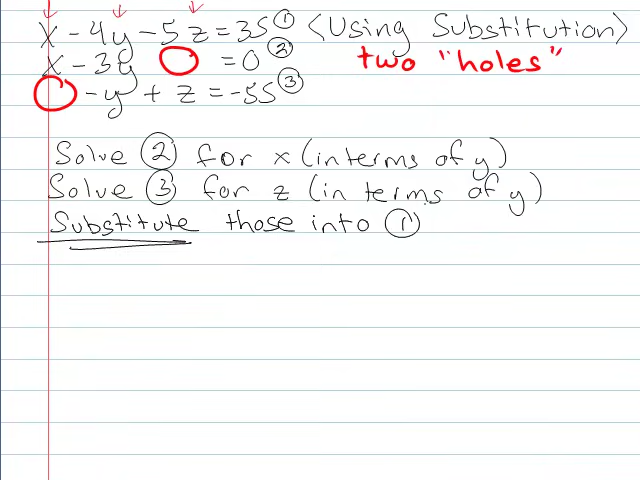 x - 4y - 5z = 35 ① (Using Substitution)
x - 3y = 0 ② two "holes"
- y + z = -55 ③
Solve ② for x (in terms of y)
Solve ③ for z (in terms of y)
Substitute those into ①